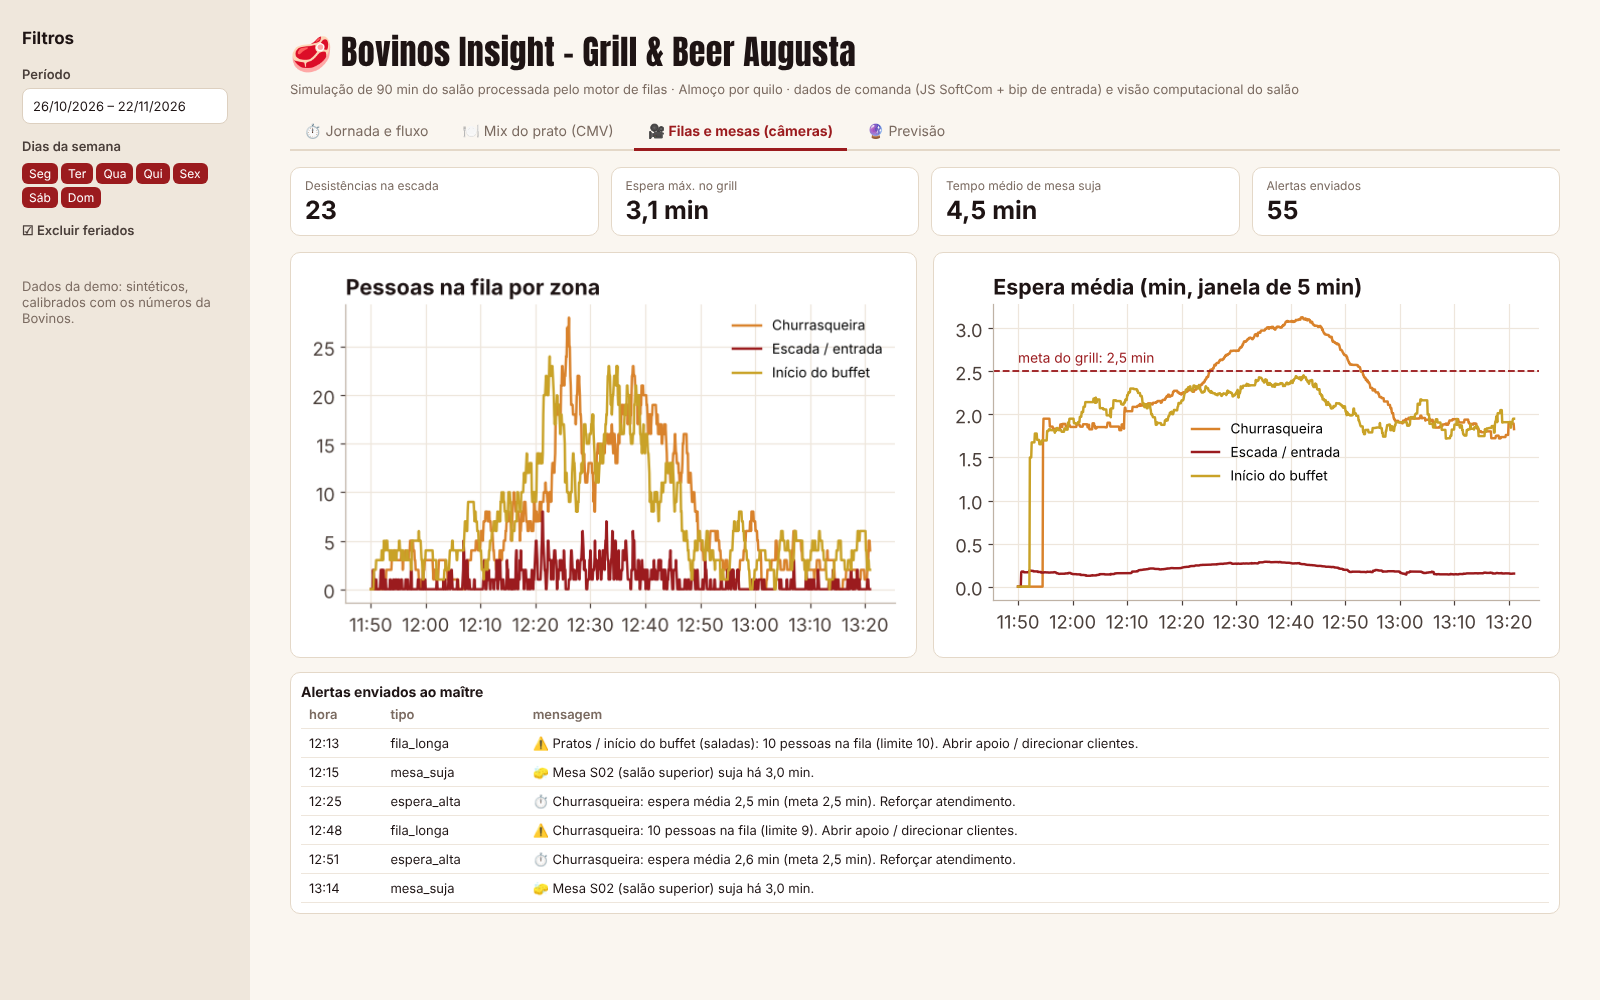 Filtros
Período
26/10/2026 – 22/11/2026
Dias da semana
Seg Ter Qua Qui Sex
Sáb Dom
☑ Excluir feriados
Dados da demo: sintéticos,
calibrados com os números da
Bovinos.
🥩 Bovinos Insight - Grill & Beer Augusta
Simulação de 90 min do salão processada pelo motor de filas · Almoço por quilo · dados de comanda (JS SoftCom + bip de entrada) e visão computacional do salão
⏱️ Jornada e fluxo 🍽️ Mix do prato (CMV) 🎥 Filas e mesas (câmeras) 🔮 Previsão
Desistências na escada
23
Espera máx. no grill
3,1 min
Tempo médio de mesa suja
4,5 min
Alertas enviados
55
Pessoas na fila por zona
Churrasqueira
Escada / entrada
Início do buffet
25
20
15
10
5
0
11:50 12:00 12:10 12:20 12:30 12:40 12:50 13:00 13:10 13:20
Espera média (min, janela de 5 min)
meta do grill: 2,5 min
Churrasqueira
Escada / entrada
Início do buffet
3.0
2.5
2.0
1.5
1.0
0.5
0.0
11:50 12:00 12:10 12:20 12:30 12:40 12:50 13:00 13:10 13:20
Alertas enviados ao maître
hora tipo mensagem
12:13 fila_longa ⚠️ Pratos / início do buffet (saladas): 10 pessoas na fila (limite 10). Abrir apoio / direcionar clientes.
12:15 mesa_suja 🧽 Mesa S02 (salão superior) suja há 3,0 min.
12:25 espera_alta ⏱️ Churrasqueira: espera média 2,5 min (meta 2,5 min). Reforçar atendimento.
12:48 fila_longa ⚠️ Churrasqueira: 10 pessoas na fila (limite 9). Abrir apoio / direcionar clientes.
12:51 espera_alta ⏱️ Churrasqueira: espera média 2,6 min (meta 2,5 min). Reforçar atendimento.
13:14 mesa_suja 🧽 Mesa S02 (salão superior) suja há 3,0 min.